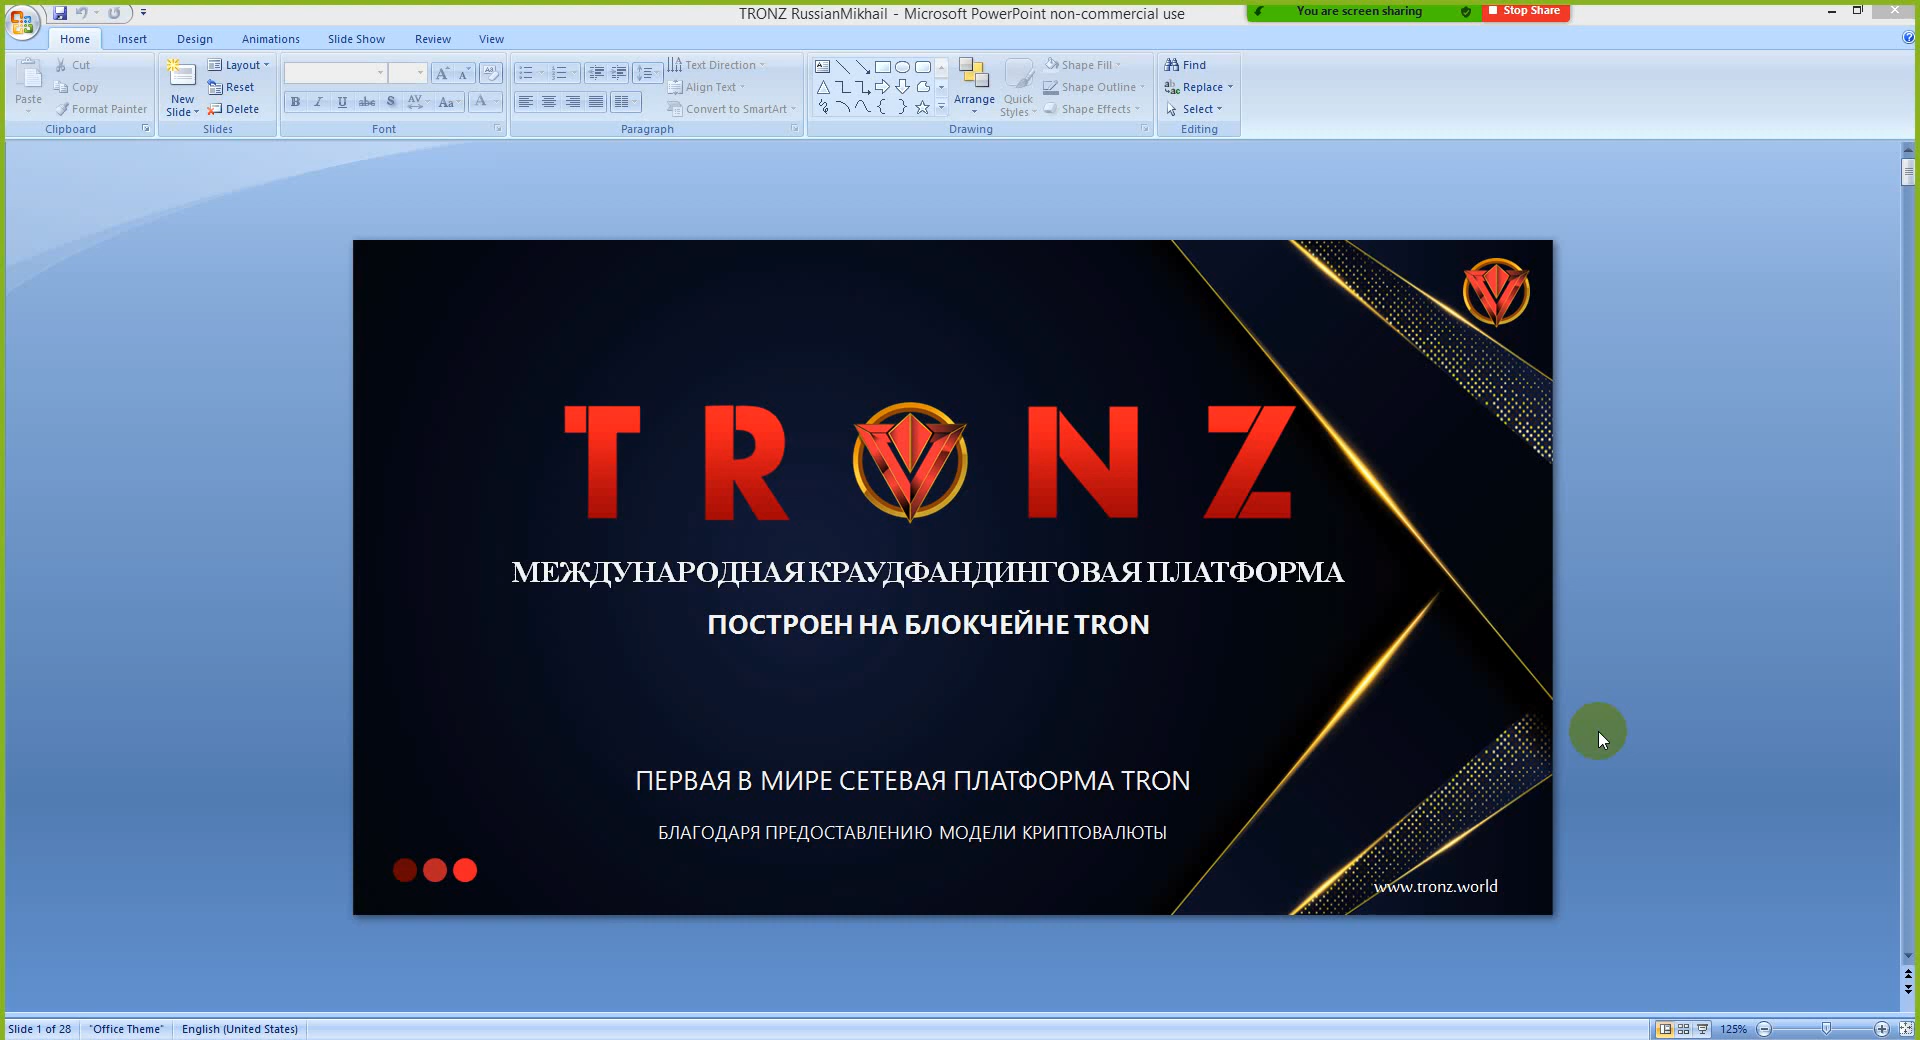 TRONZ RussianMikhail - Microsoft PowerPoint non-commercial use
You are screen sharing
Stop Share
Home Insert Design Animations Slide Show Review View
Paste
Cut
Copy
Format Painter
Clipboard
New Slide
Layout
Reset
Delete
Slides
Font
Text Direction
Align Text
Convert to SmartArt
Paragraph
Arrange
Quick Styles
Shape Fill
Shape Outline
Shape Effects
Drawing
Find
Replace
Select
Editing
TRONZ
МЕЖДУНАРОДНАЯ КРАУДФАНДИНГОВАЯ ПЛАТФОРМА
ПОСТРОЕН НА БЛОКЧЕЙНЕ TRON
ПЕРВАЯ В МИРЕ СЕТЕВАЯ ПЛАТФОРМА TRON
БЛАГОДАРЯ ПРЕДОСТАВЛЕНИЮ МОДЕЛИ КРИПТОВАЛЮТЫ
www.tronz.world
Slide 1 of 28 "Office Theme" English (United States) 125%